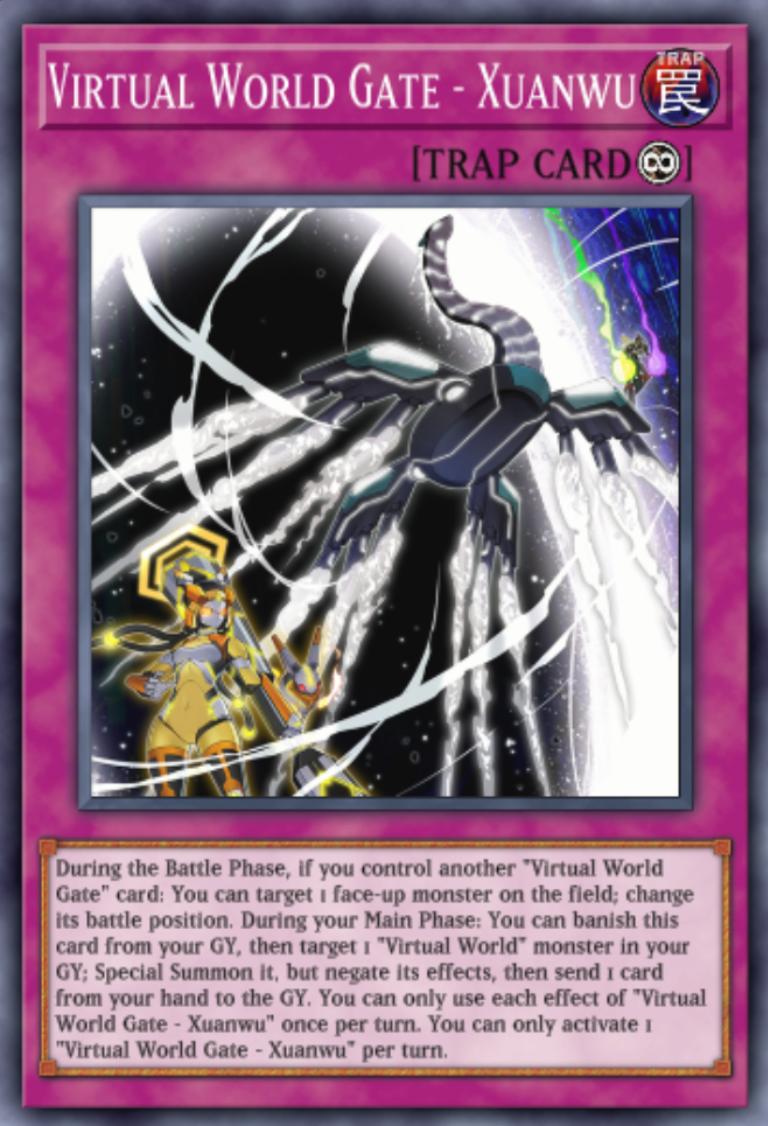 VIRTUAL WORLD GATE - XUANWU
TRAP
罠
[TRAP CARD]
During the Battle Phase, if you control another "Virtual World
Gate" card: You can target 1 face-up monster on the field; change
its battle position. During your Main Phase: You can banish this
card from your GY, then target 1 "Virtual World" monster in your
GY; Special Summon it, but negate its effects, then send 1 card
from your hand to the GY. You can only use each effect of "Virtual
World Gate - Xuanwu" once per turn. You can only activate 1
"Virtual World Gate - Xuanwu" per turn.